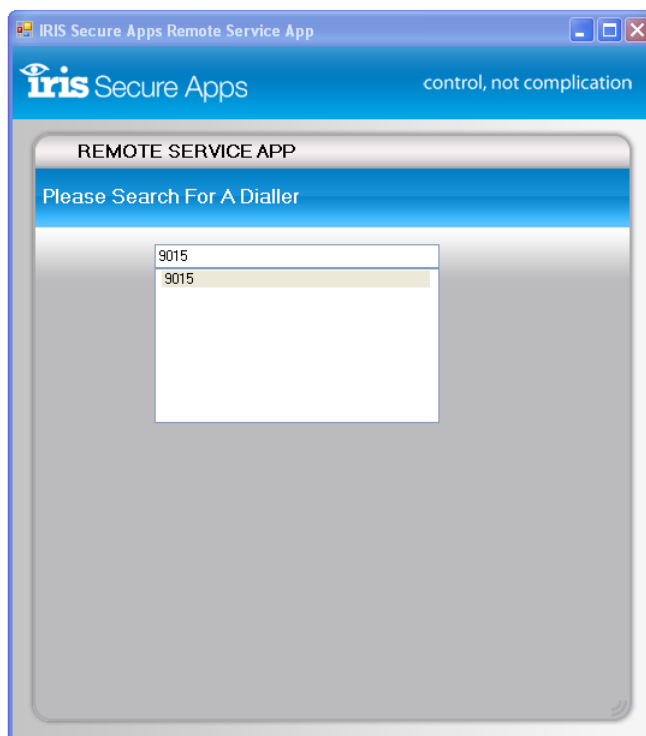 IRIS Secure Apps Remote Service App
iris Secure Apps
control, not complication
REMOTE SERVICE APP
Please Search For A Dialler
9015
9015